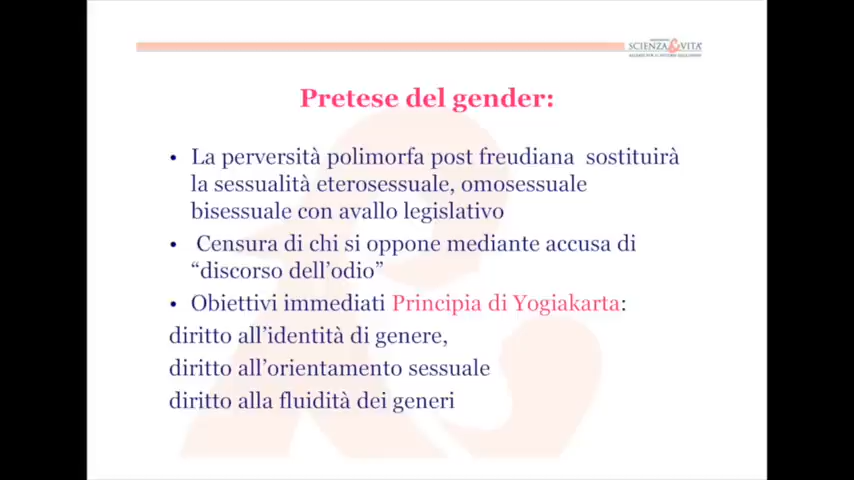 SCIENZA&VITA
Pretese del gender:
• La perversità polimorfa post freudiana sostituirà
la sessualità eterosessuale, omosessuale
bisessuale con avallo legislativo
• Censura di chi si oppone mediante accusa di
“discorso dell’odio”
• Obiettivi immediati Principia di Yogiakarta:
diritto all’identità di genere,
diritto all’orientamento sessuale
diritto alla fluidità dei generi